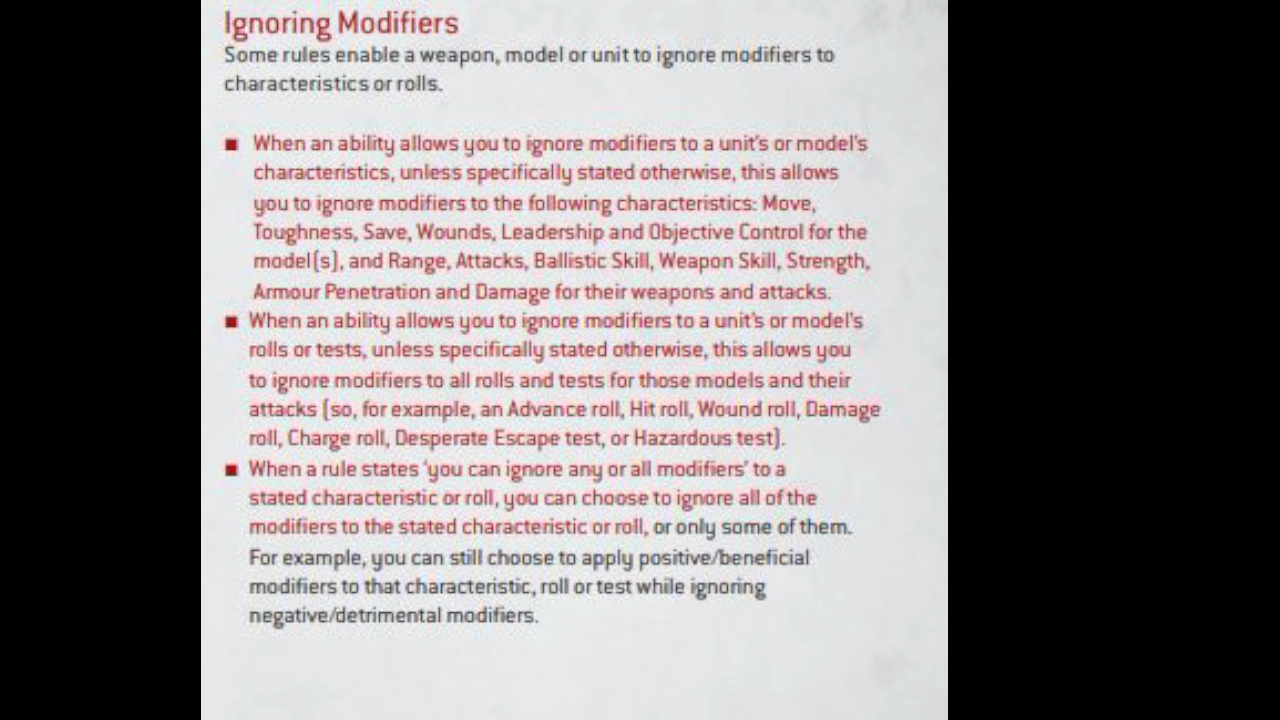 Ignoring Modifiers
Some rules enable a weapon, model or unit to ignore modifiers to
characteristics or rolls.
■ When an ability allows you to ignore modifiers to a unit's or model's
characteristics, unless specifically stated otherwise, this allows
you to ignore modifiers to the following characteristics: Move,
Toughness, Save, Wounds, Leadership and Objective Control for the
model(s), and Range, Attacks, Ballistic Skill, Weapon Skill, Strength,
Armour Penetration and Damage for their weapons and attacks.
■ When an ability allows you to ignore modifiers to a unit's or model's
rolls or tests, unless specifically stated otherwise, this allows you
to ignore modifiers to all rolls and tests for those models and their
attacks (so, for example, an Advance roll, Hit roll, Wound roll, Damage
roll, Charge roll, Desperate Escape test, or Hazardous test).
■ When a rule states 'you can ignore any or all modifiers' to a
stated characteristic or roll, you can choose to ignore all of the
modifiers to the stated characteristic or roll, or only some of them.
For example, you can still choose to apply positive/beneficial
modifiers to that characteristic, roll or test while ignoring
negative/detrimental modifiers.